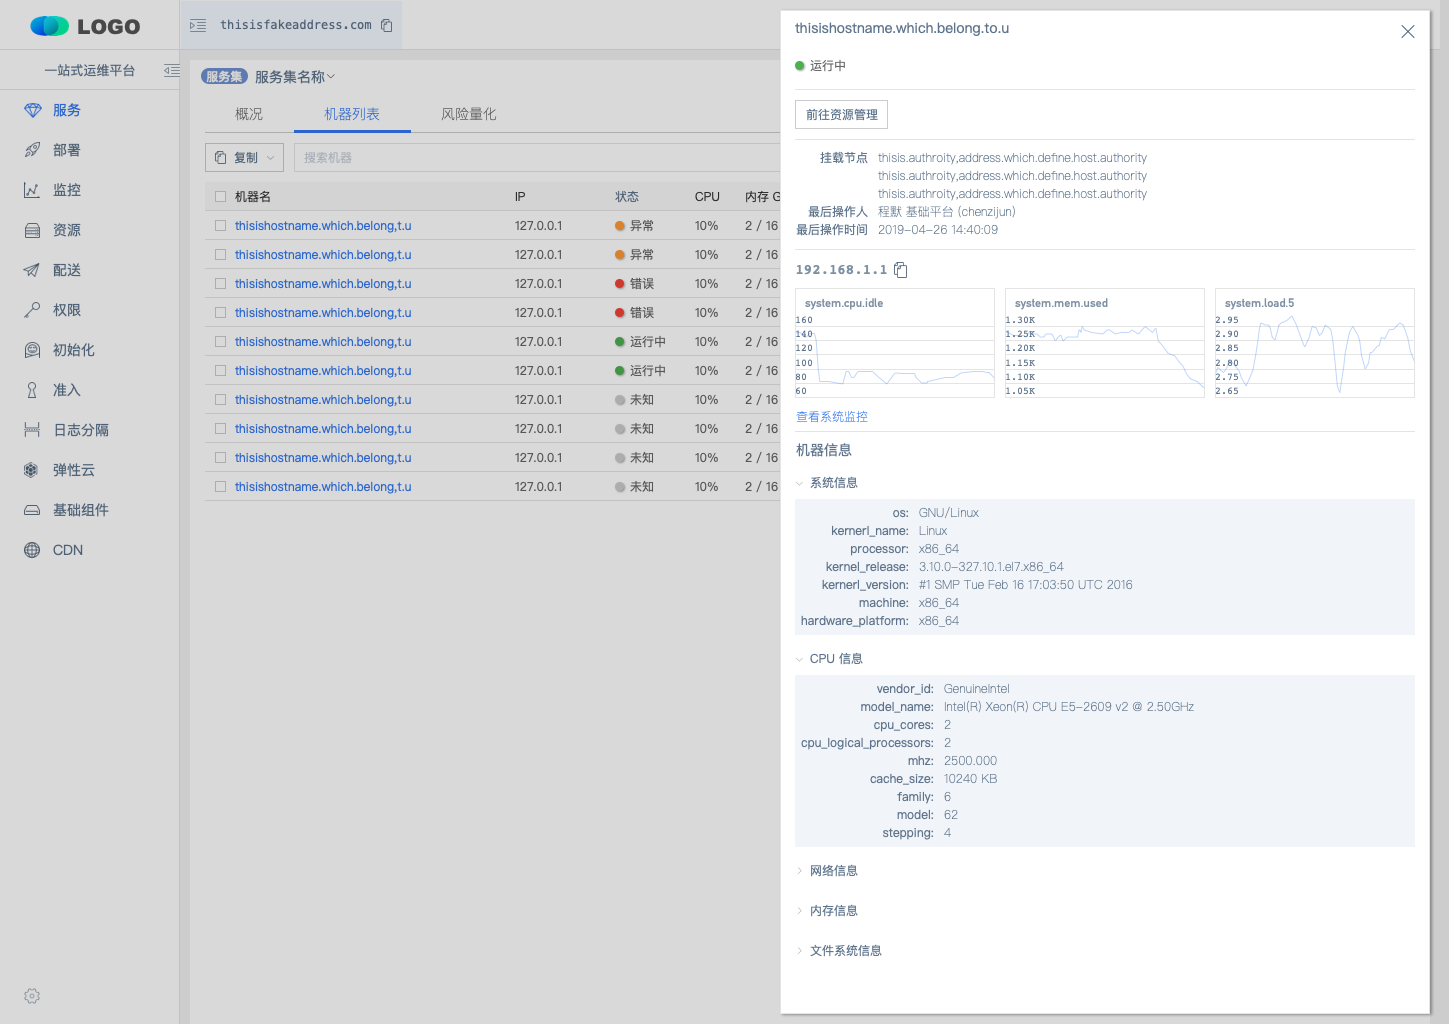 LOGO
thisisfakeaddress.com
一站式运维平台
服务
部署
监控
资源
配送
权限
初始化
准入
日志分隔
弹性云
基础组件
CDN
服务集 服务集名称
概况 机器列表 风险量化
复制 搜索机器
机器名 IP 状态 CPU 内存 G
thisishostname.which.belong,t.u 127.0.0.1 异常 10% 2 / 16
thisishostname.which.belong,t.u 127.0.0.1 异常 10% 2 / 16
thisishostname.which.belong,t.u 127.0.0.1 错误 10% 2 / 16
thisishostname.which.belong,t.u 127.0.0.1 错误 10% 2 / 16
thisishostname.which.belong,t.u 127.0.0.1 运行中 10% 2 / 16
thisishostname.which.belong,t.u 127.0.0.1 运行中 10% 2 / 16
thisishostname.which.belong,t.u 127.0.0.1 未知 10% 2 / 16
thisishostname.which.belong,t.u 127.0.0.1 未知 10% 2 / 16
thisishostname.which.belong,t.u 127.0.0.1 未知 10% 2 / 16
thisishostname.which.belong,t.u 127.0.0.1 未知 10% 2 / 16
thisishostname.which.belong.to.u
运行中
前往资源管理
挂载节点 thisis.authroity,address.which.define.host.authority
thisis.authroity,address.which.define.host.authority
thisis.authroity,address.which.define.host.authority
最后操作人 程默 基础平台 (chenzijun)
最后操作时间 2019-04-26 14:40:09
192.168.1.1
system.cpu.idle
160
140
120
100
80
60
system.mem.used
1.30K
1.25K
1.20K
1.15K
1.10K
1.05K
system.load.5
2.95
2.90
2.85
2.80
2.75
2.65
查看系统监控
机器信息
系统信息
os: GNU/Linux
kernerl_name: Linux
processor: x86_64
kernel_release: 3.10.0-327.10.1.el7.x86_64
kernerl_version: #1 SMP Tue Feb 16 17:03:50 UTC 2016
machine: x86_64
hardware_platform: x86_64
CPU 信息
vendor_id: GenuineIntel
model_name: Intel(R) Xeon(R) CPU E5-2609 v2 @ 2.50GHz
cpu_cores: 2
cpu_logical_processors: 2
mhz: 2500.000
cache_size: 10240 KB
family: 6
model: 62
stepping: 4
网络信息
内存信息
文件系统信息